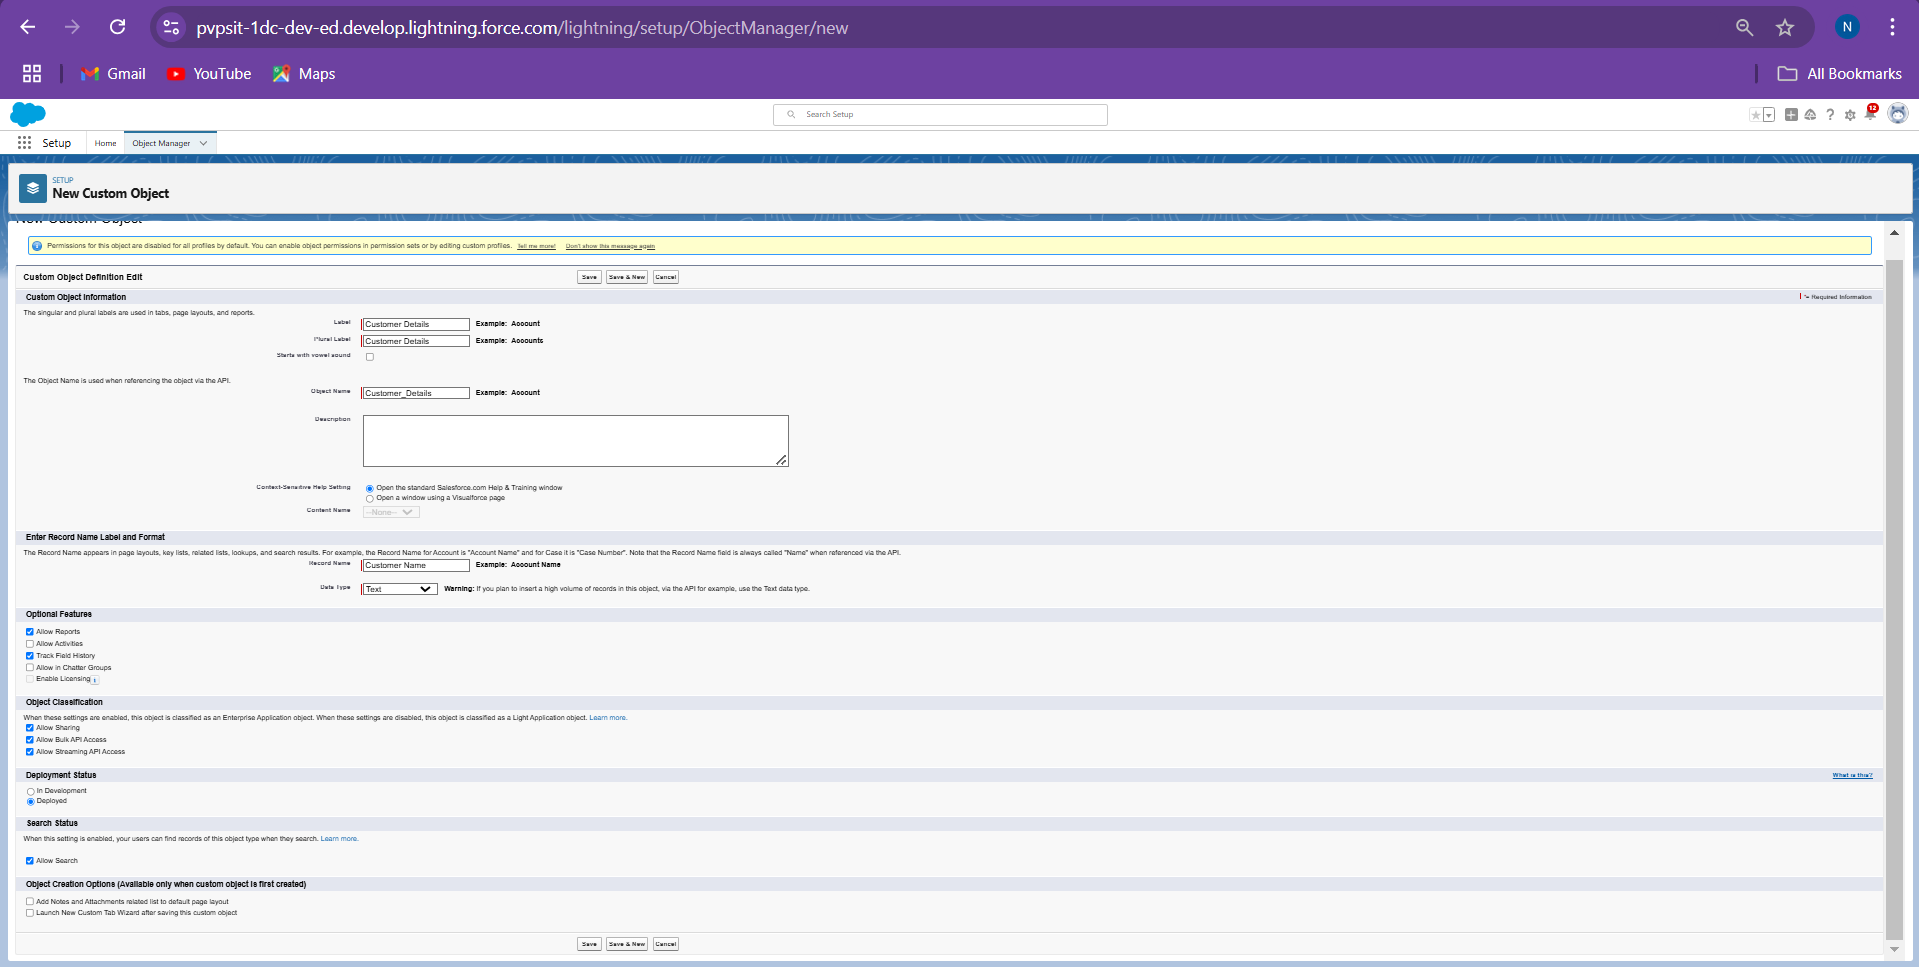 pvpsit-1dc-dev-ed.develop.lightning.force.com/lightning/setup/ObjectManager/new
N
Gmail YouTube Maps All Bookmarks
Search Setup
12
Setup Home Object Manager
SETUP
New Custom Object
New Custom Object
Permissions for this object are disabled for all profiles by default. You can enable object permissions in permission sets or by editing custom profiles. Tell me more! Don't show this message again
Custom Object Definition Edit Save Save & New Cancel
Custom Object Information = Required Information
The singular and plural labels are used in tabs, page layouts, and reports.
Label Customer Details Example: Account
Plural Label Customer Details Example: Accounts
Starts with vowel sound
The Object Name is used when referencing the object via the API.
Object Name Customer_Details Example: Account
Description
Context-Sensitive Help Setting Open the standard Salesforce.com Help & Training window
Open a window using a Visualforce page
Content Name --None--
Enter Record Name Label and Format
The Record Name appears in page layouts, key lists, related lists, lookups, and search results. For example, the Record Name for Account is "Account Name" and for Case it is "Case Number". Note that the Record Name field is always called "Name" when referenced via the API.
Record Name Customer Name Example: Account Name
Data Type Text Warning: If you plan to insert a high volume of records in this object, via the API for example, use the Text data type.
Optional Features
Allow Reports
Allow Activities
Track Field History
Allow in Chatter Groups
Enable Licensing i
Object Classification
When these settings are enabled, this object is classified as an Enterprise Application object. When these settings are disabled, this object is classified as a Light Application object. Learn more.
Allow Sharing
Allow Bulk API Access
Allow Streaming API Access
Deployment Status What is this?
In Development
Deployed
Search Status
When this setting is enabled, your users can find records of this object type when they search. Learn more.
Allow Search
Object Creation Options (Available only when custom object is first created)
Add Notes and Attachments related list to default page layout
Launch New Custom Tab Wizard after saving this custom object
Save Save & New Cancel